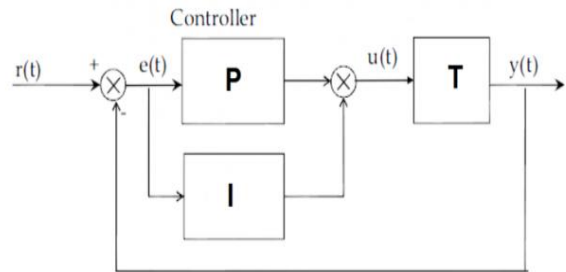 Controller
r(t)
+
e(t)
P
u(t)
T
y(t)
-
I